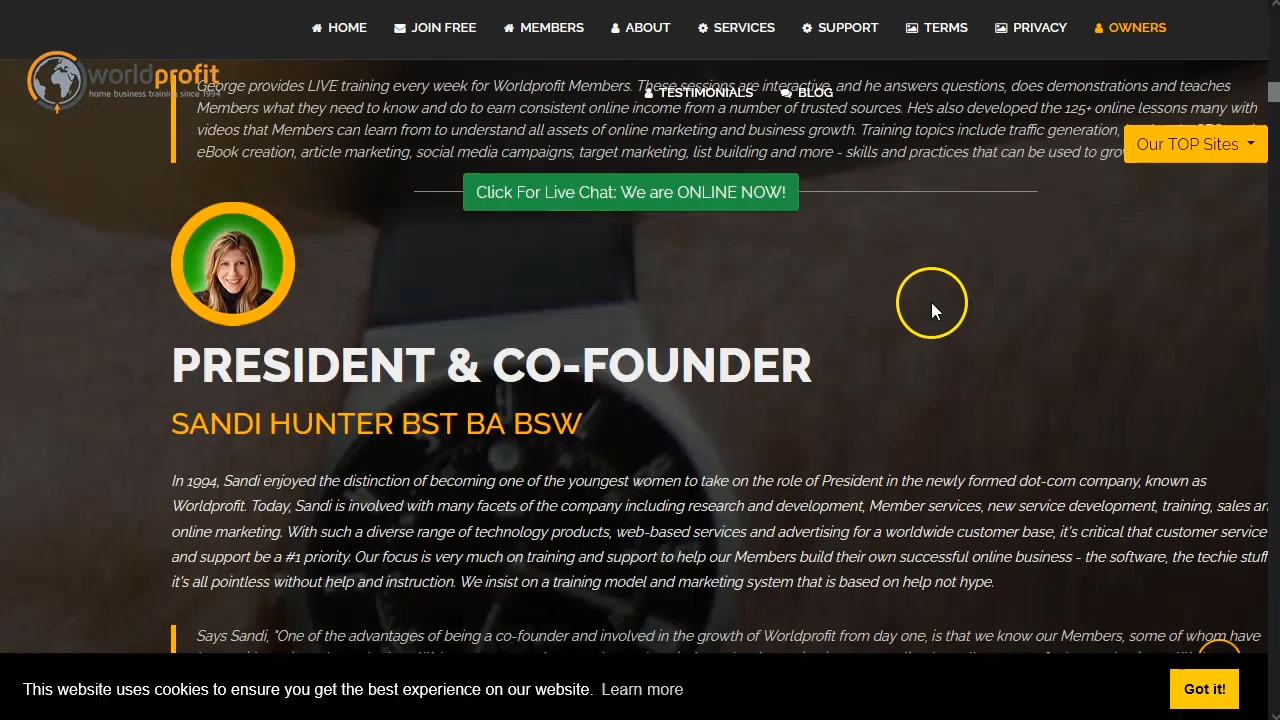 HOME JOIN FREE MEMBERS ABOUT SERVICES SUPPORT TERMS PRIVACY OWNERS
TESTIMONIALS BLOG
worldprofit
home business training since 1994
George provides LIVE training every week for Worldprofit Members. These sessions are interactive and he answers questions, does demonstrations and teaches
Members what they need to know and do to earn consistent online income from a number of trusted sources. He's also developed the 125+ online lessons many with
videos that Members can learn from to understand all assets of online marketing and business growth. Training topics include traffic generation,
eBook creation, article marketing, social media campaigns, target marketing, list building and more - skills and practices that can be used to
Our TOP Sites
Click For Live Chat: We are ONLINE NOW!
PRESIDENT & CO-FOUNDER
SANDI HUNTER BST BA BSW
In 1994, Sandi enjoyed the distinction of becoming one of the youngest women to take on the role of President in the newly formed dot-com company, known as
Worldprofit. Today, Sandi is involved with many facets of the company including research and development, Member services, new service development, training, sales
online marketing. With such a diverse range of technology products, web-based services and advertising for a worldwide customer base, it's critical that customer service
and support be a #1 priority. Our focus is very much on training and support to help our Members build their own successful online business - the software, the techie stuff
it's all pointless without help and instruction. We insist on a training model and marketing system that is based on help not hype.
Says Sandi, "One of the advantages of being a co-founder and involved in the growth of Worldprofit from day one, is that we know our Members, some of whom have
This website uses cookies to ensure you get the best experience on our website. Learn more
Got it!